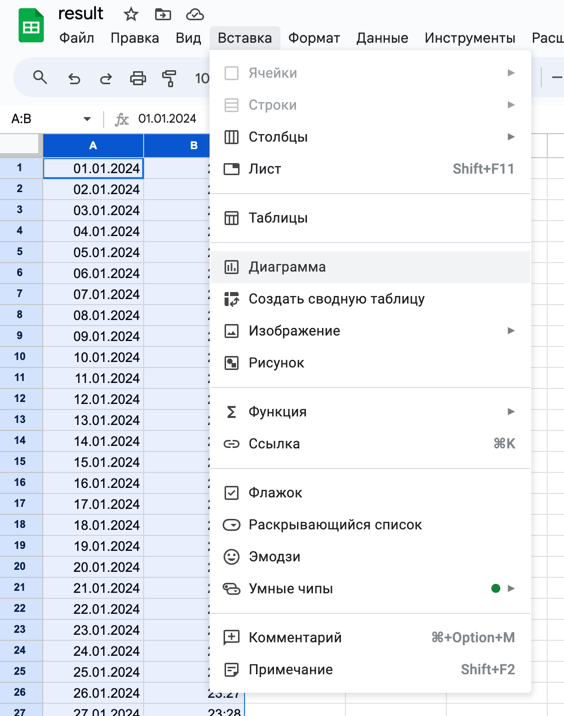 result
Файл Правка Вид Вставка Формат Данные Инструменты Расш
10
A:B fx 01.01.2024
A B
1 01.01.2024
2 02.01.2024
3 03.01.2024
4 04.01.2024
5 05.01.2024
6 06.01.2024
7 07.01.2024
8 08.01.2024
9 09.01.2024
10 10.01.2024
11 11.01.2024
12 12.01.2024
13 13.01.2024
14 14.01.2024
15 15.01.2024
16 16.01.2024
17 17.01.2024
18 18.01.2024
19 19.01.2024
20 20.01.2024
21 21.01.2024
22 22.01.2024
23 23.01.2024
24 24.01.2024
25 25.01.2024
26 26.01.2024 23:27
27 27.01.2024 23:28
Ячейки
Строки
Столбцы
Лист Shift+F11
Таблицы
Диаграмма
Создать сводную таблицу
Изображение
Рисунок
Функция
Ссылка ⌘K
Флажок
Раскрывающийся список
Эмодзи
Умные чипы
Комментарий ⌘+Option+M
Примечание Shift+F2